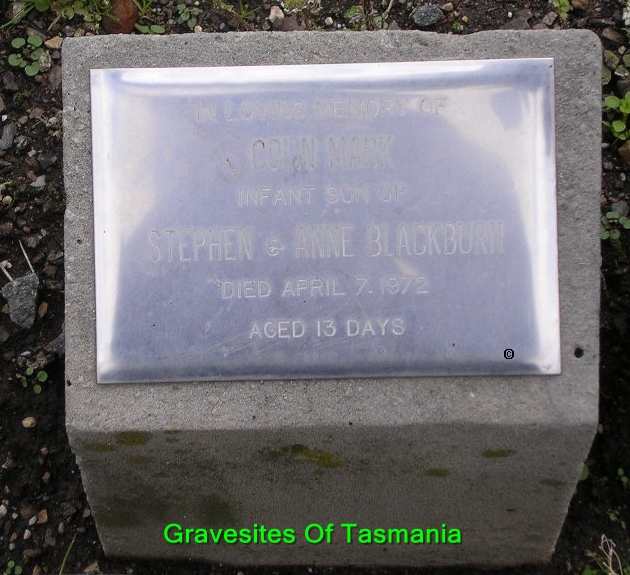 IN LOVING MEMORY OF
COLIN MARK
INFANT SON OF
STEPHEN & ANNE BLACKBURN
DIED APRIL 7. 1972
AGED 13 DAYS
©
Gravesites Of Tasmania